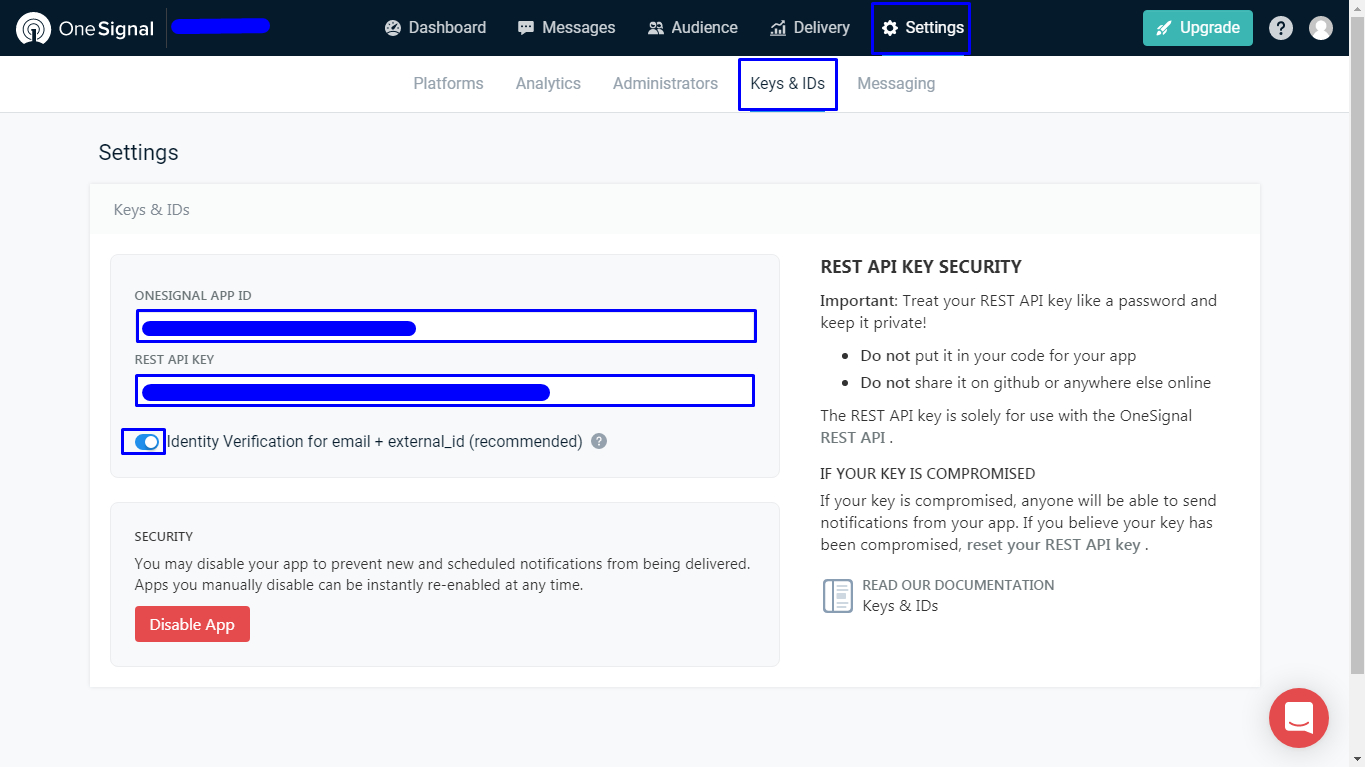 OneSignal
Dashboard
Messages
Audience
Delivery
Settings
Upgrade
?
Platforms
Analytics
Administrators
Keys & IDs
Messaging
Settings
Keys & IDs
ONESIGNAL APP ID
REST API KEY
Identity Verification for email + external_id (recommended) ?
SECURITY
You may disable your app to prevent new and scheduled notifications from being delivered.
Apps you manually disable can be instantly re-enabled at any time.
Disable App
REST API KEY SECURITY
Important: Treat your REST API key like a password and
keep it private!
• Do not put it in your code for your app
• Do not share it on github or anywhere else online
The REST API key is solely for use with the OneSignal
REST API .
IF YOUR KEY IS COMPROMISED
If your key is compromised, anyone will be able to send
notifications from your app. If you believe your key has
been compromised, reset your REST API key .
READ OUR DOCUMENTATION
Keys & IDs